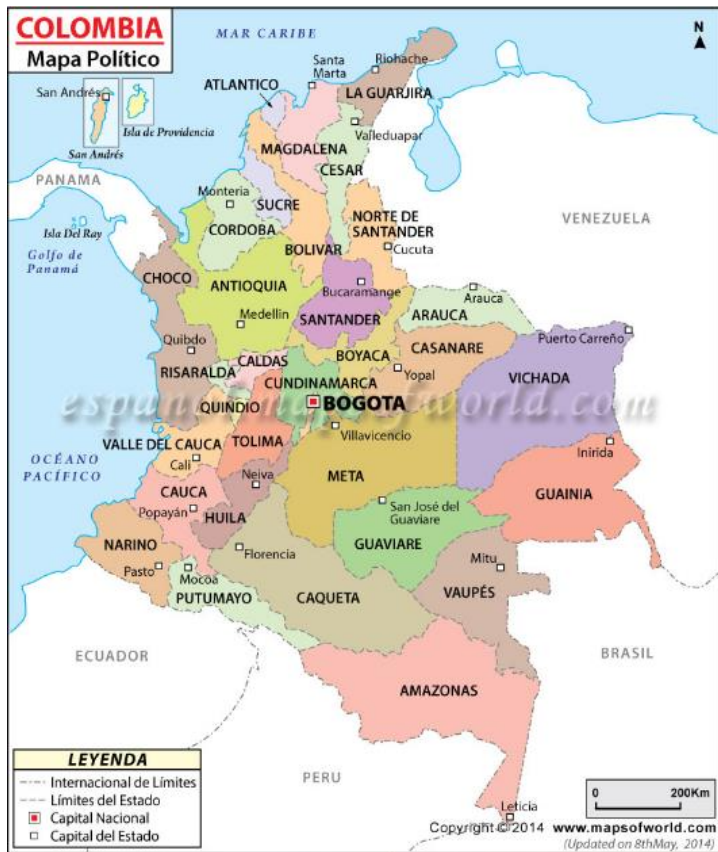 COLOMBIA
Mapa Político
MAR CARIBE
N
San Andrés
Isla de Providencia
San Andrés
ATLANTICO
Santa
Marta
Riohache
LA GUARJIRA
Valleduapar
MAGDALENA
CESAR
PANAMA
Monteria
SUCRE
CORDOBA
NORTE DE
SANTANDER
Cucuta
VENEZUELA
Isla Del Ray
Golfo de
Panamá
BOLIVAR
CHOCO
ANTIOQUIA
Bucaramange
Arauca
SANTANDER
ARAUCA
Medellin
Puerto Carreño
Quibdo
BOYACA
CASANARE
CALDAS
RISARALDA
CUNDINAMARCA
Yopal
VICHADA
QUINDIO
BOGOTA
espanol.mapsofworld.com
VALLE DEL CAUCA
TOLIMA
Villavicencio
Inirida
OCÉANO
PACÍFICO
Cali
Neiva
META
GUAINIA
CAUCA
Popayán
HUILA
San José del
Guaviare
NARINO
Florencia
GUAVIARE
Mitu
Pasto
Mocoa
PUTUMAYO
CAQUETA
VAUPÉS
ECUADOR
BRASIL
AMAZONAS
LEYENDA
Internacional de Límites
Límites del Estado
Capital Nacional
Capital del Estado
PERU
0 200Km
Leticia
Copyright © 2014 www.mapsofworld.com
(Updated on 8thMay, 2014)